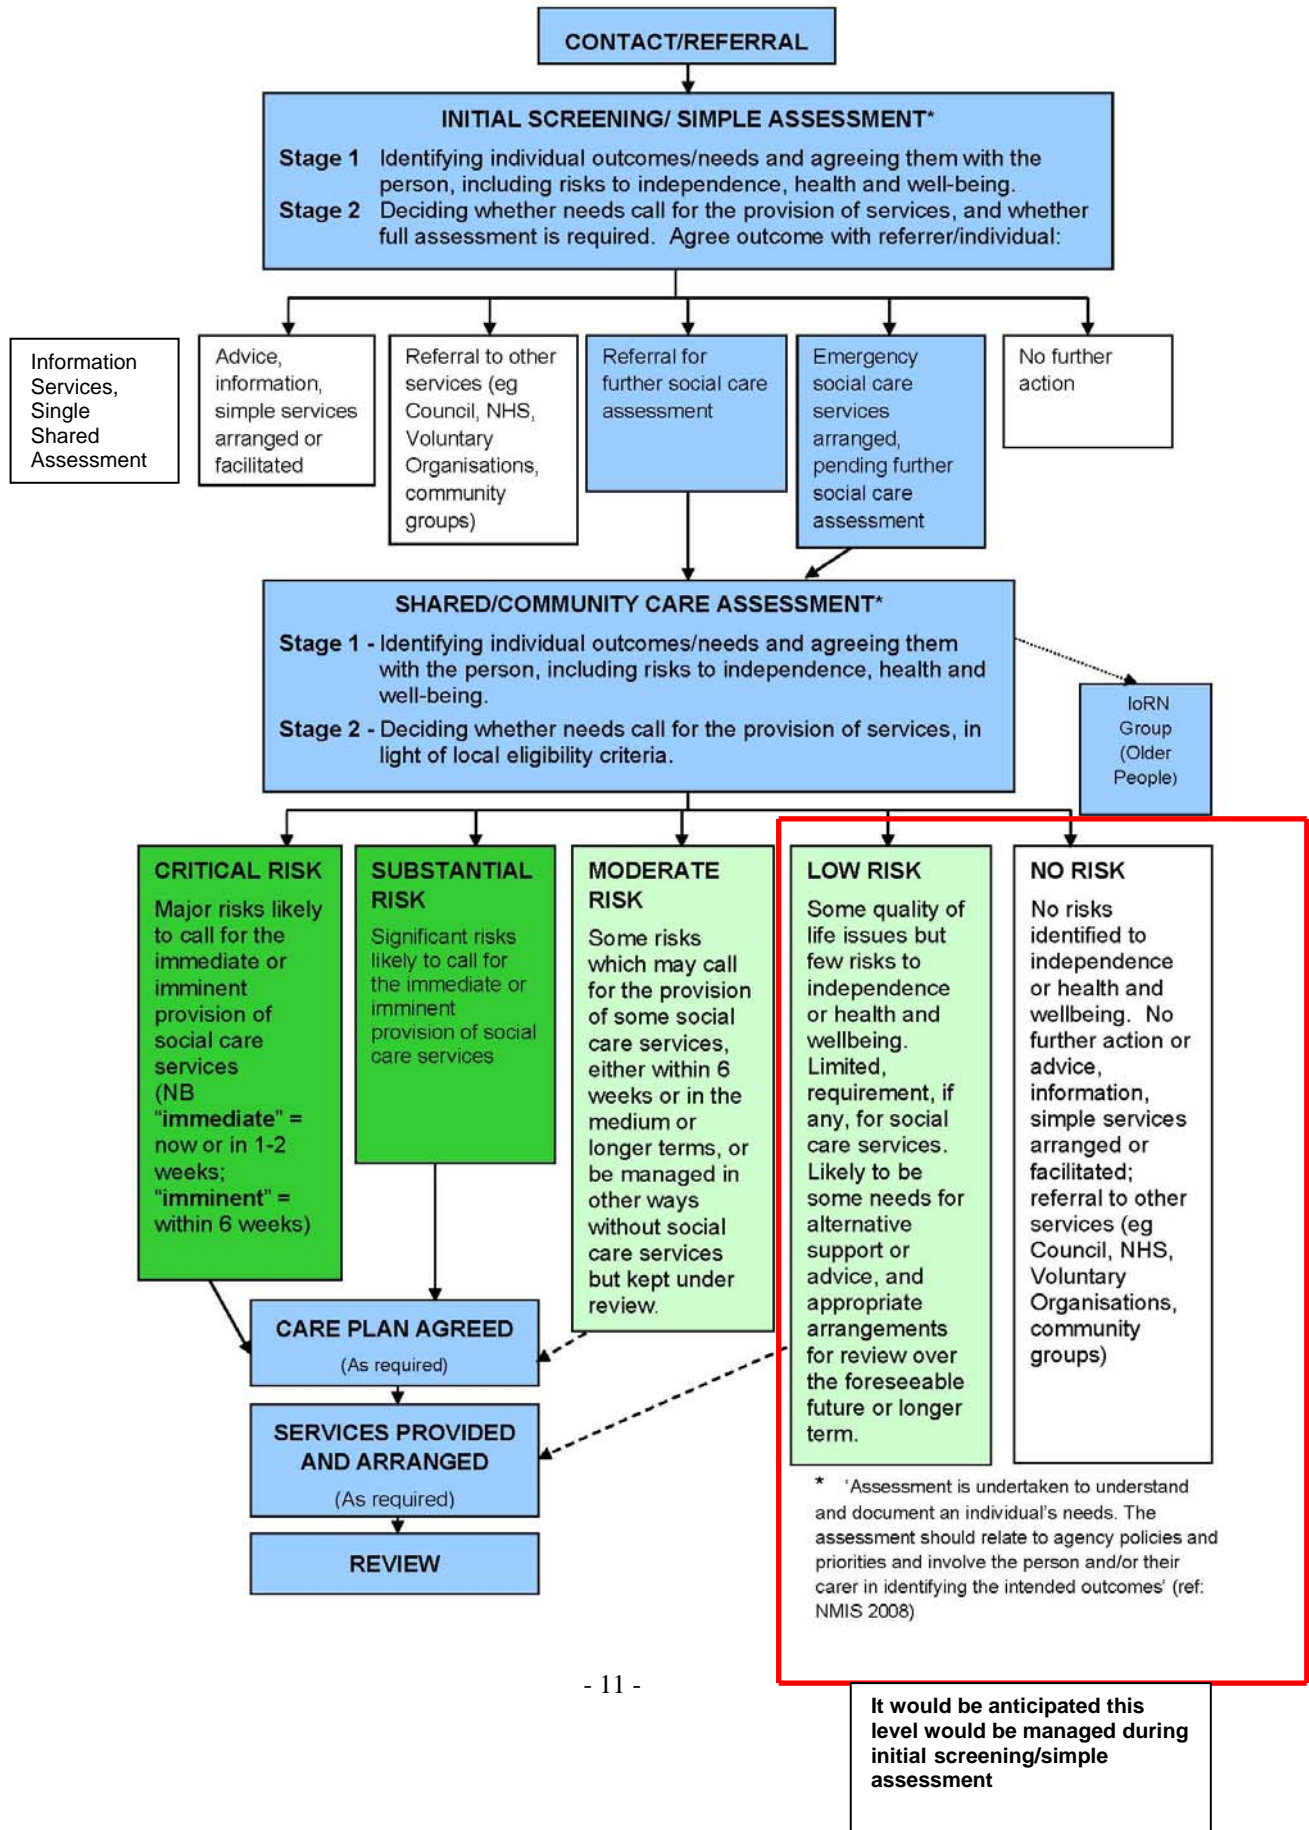 CONTACT/REFERRAL
INITIAL SCREENING/ SIMPLE ASSESSMENT*
Stage 1 Identifying individual outcomes/needs and agreeing them with the
person, including risks to independence, health and well-being.
Stage 2 Deciding whether needs call for the provision of services, and whether
full assessment is required. Agree outcome with referrer/individual:
Information
Services,
Single
Shared
Assessment
Advice,
information,
simple services
arranged or
facilitated
Referral to other
services (eg
Council, NHS,
Voluntary
Organisations,
community
groups)
Referral for
further social care
assessment
Emergency
social care
services
arranged,
pending further
social care
assessment
No further
action
SHARED/COMMUNITY CARE ASSESSMENT*
Stage 1 - Identifying individual outcomes/needs and agreeing them
with the person, including risks to independence, health and
well-being.
Stage 2 - Deciding whether needs call for the provision of services, in
light of local eligibility criteria.
IoRN
Group
(Older
People)
CRITICAL RISK
Major risks likely
to call for the
immediate or
imminent
provision of
social care
services
(NB
"immediate" =
now or in 1-2
weeks;
"imminent" =
within 6 weeks)
SUBSTANTIAL
RISK
Significant risks
likely to call for
the immediate or
imminent
provision of social
care services
MODERATE
RISK
Some risks
which may call
for the provision
of some social
care services,
either within 6
weeks or in the
medium or
longer terms, or
be managed in
other ways
without social
care services
but kept under
review.
LOW RISK
Some quality of
life issues but
few risks to
independence
or health and
wellbeing.
Limited,
requirement, if
any, for social
care services.
Likely to be
some needs for
alternative
support or
advice, and
appropriate
arrangements
for review over
the foreseeable
future or longer
term.
NO RISK
No risks
identified to
independence
or health and
wellbeing. No
further action or
advice,
information,
simple services
arranged or
facilitated;
referral to other
services (eg
Council, NHS,
Voluntary
Organisations,
community
groups)
CARE PLAN AGREED
(As required)
SERVICES PROVIDED
AND ARRANGED
(As required)
REVIEW
* 'Assessment is undertaken to understand
and document an individual's needs. The
assessment should relate to agency policies and
priorities and involve the person and/or their
carer in identifying the intended outcomes' (ref:
NMIS 2008)
- 11 -
It would be anticipated this
level would be managed during
initial screening/simple
assessment